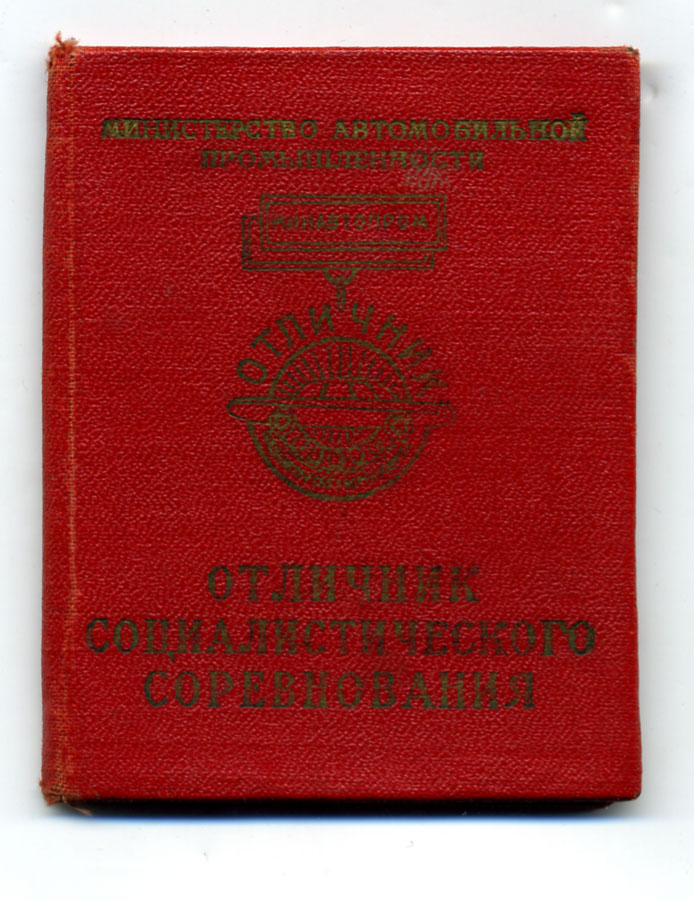 МИНИСТЕРСТВО АВТОМОБИЛЬНОЙ
ПРОМЫШЛЕННОСТИ
МИНАВТОПРОМ
ОТЛИЧНИК
ОТЛИЧНИК
СОЦИАЛИСТИЧЕСКОГО
СОРЕВНОВАНИЯ